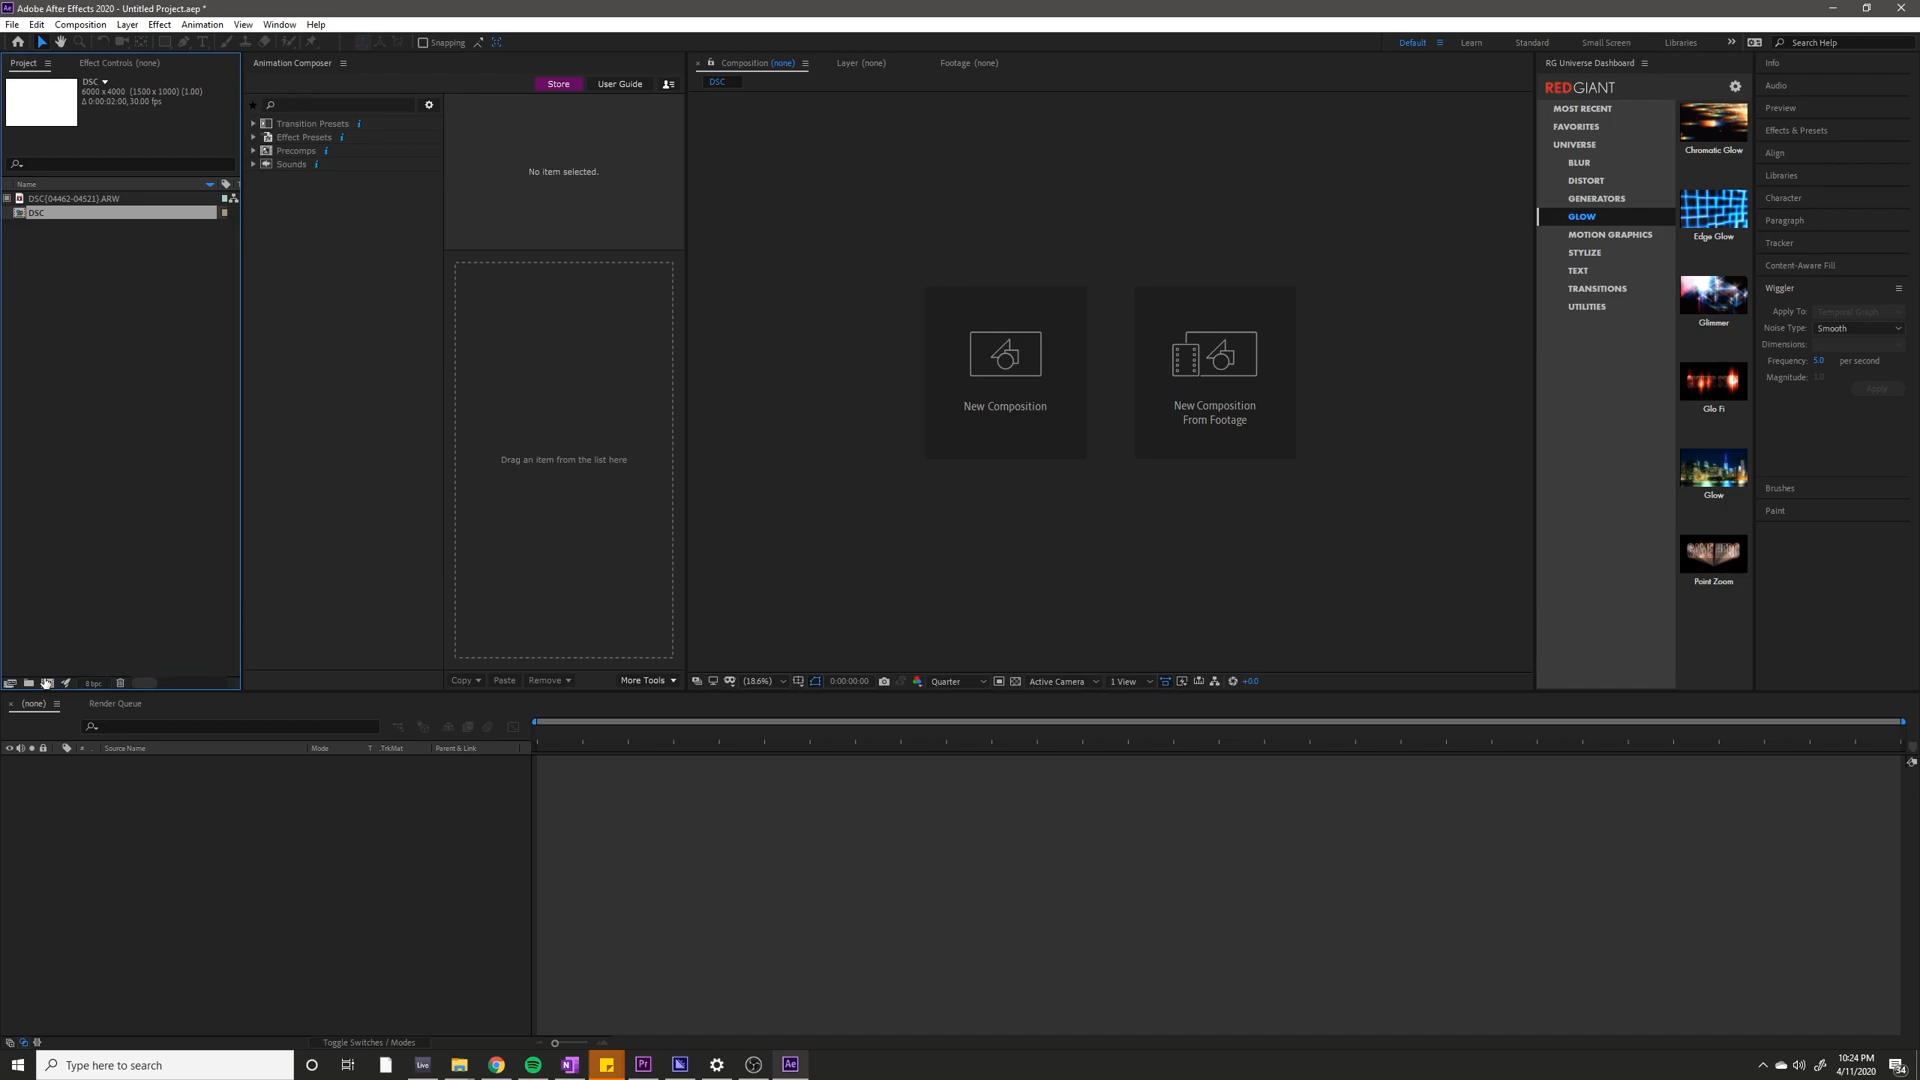 Adobe After Effects 2020 - Untitled Project.aep *
File Edit Composition Layer Effect Animation View Window Help
Snapping
Default Learn Standard Small Screen Libraries Search Help
Project Effect Controls (none)
DSC
6000 x 4000 (1500 x 1000) (1.00)
Δ 0:00:02:00, 30.00 fps
Name
DSC{04462-04521}.ARW
DSC
8 bpc
Animation Composer
Store User Guide
Transition Presets
Effect Presets
Precomps
Sounds
No item selected.
Drag an item from the list here
Copy Paste Remove More Tools
Composition (none) Layer (none) Footage (none)
DSC
New Composition
New Composition
From Footage
(18.6%) 0:00:00:00 Quarter Active Camera 1 View +0.0
RG Universe Dashboard
REDGIANT
MOST RECENT
FAVORITES
UNIVERSE
BLUR
DISTORT
GENERATORS
GLOW
MOTION GRAPHICS
STYLIZE
TEXT
TRANSITIONS
UTILITIES
Chromatic Glow
Edge Glow
Glimmer
Glo Fi
Glow
Point Zoom
Info
Audio
Preview
Effects & Presets
Align
Libraries
Character
Paragraph
Tracker
Content-Aware Fill
Wiggler
Apply To: Temporal Graph
Noise Type: Smooth
Dimensions:
Frequency: 5.0 per second
Magnitude: 1.0
Apply
Brushes
Paint
(none) Render Queue
# Source Name Mode T .TrkMat Parent & Link
Toggle Switches / Modes
Type here to search
Live
N
Pr
Ae
10:24 PM
4/11/2020
34